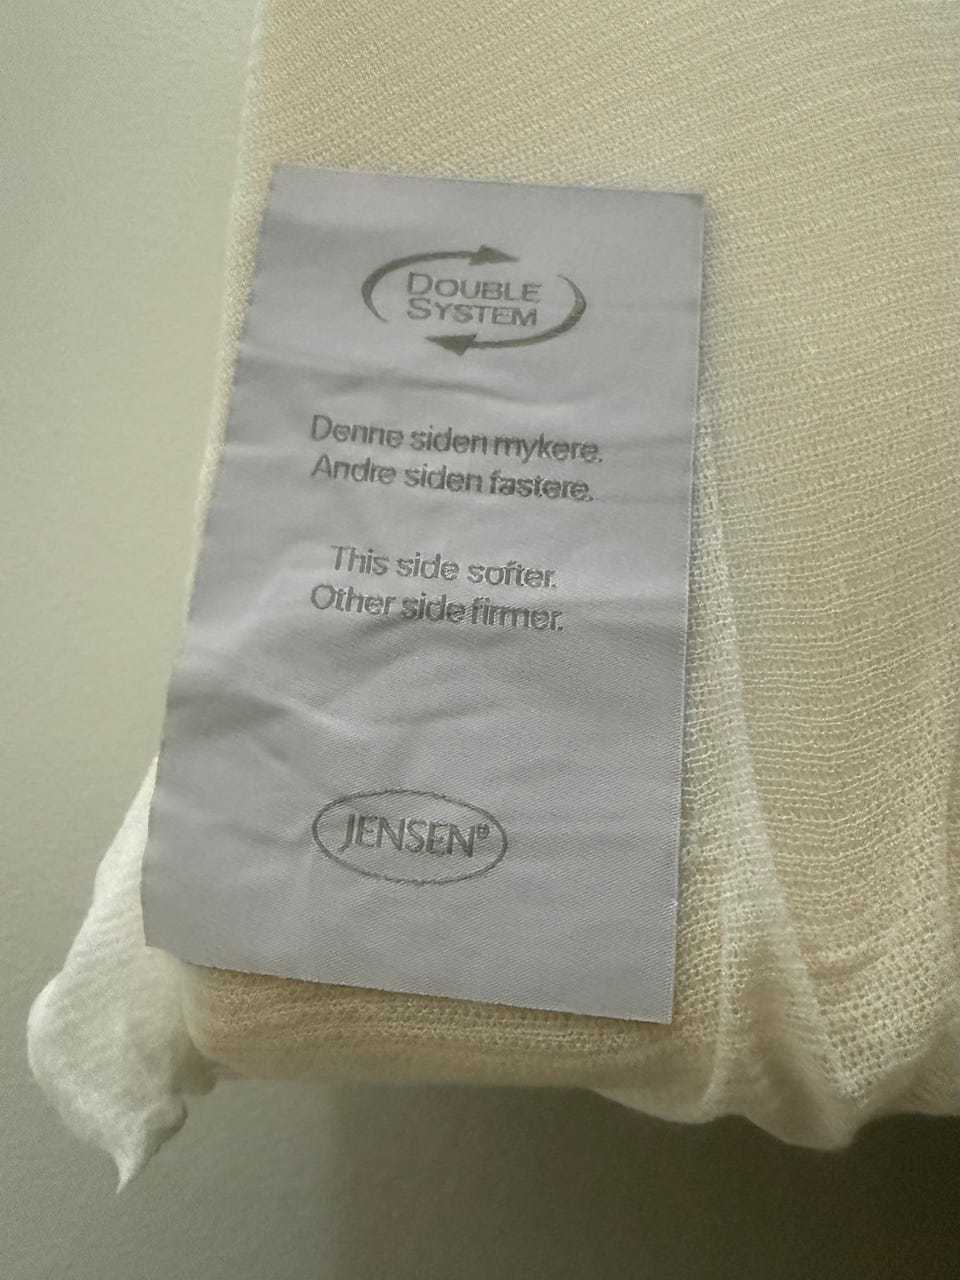 DOUBLE
SYSTEM
Denne siden mykere.
Andre siden fastere.
This side softer.
Other side firmer.
JENSEN®